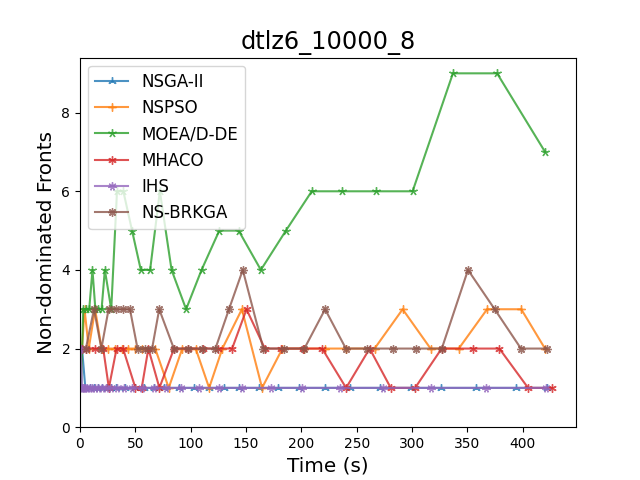 dtlz6_10000_8
Non-dominated Fronts
8
6
4
2
0
NSGA-II
NSPSO
MOEA/D-DE
MHACO
IHS
NS-BRKGA
0 50 100 150 200 250 300 350 400
Time (s)